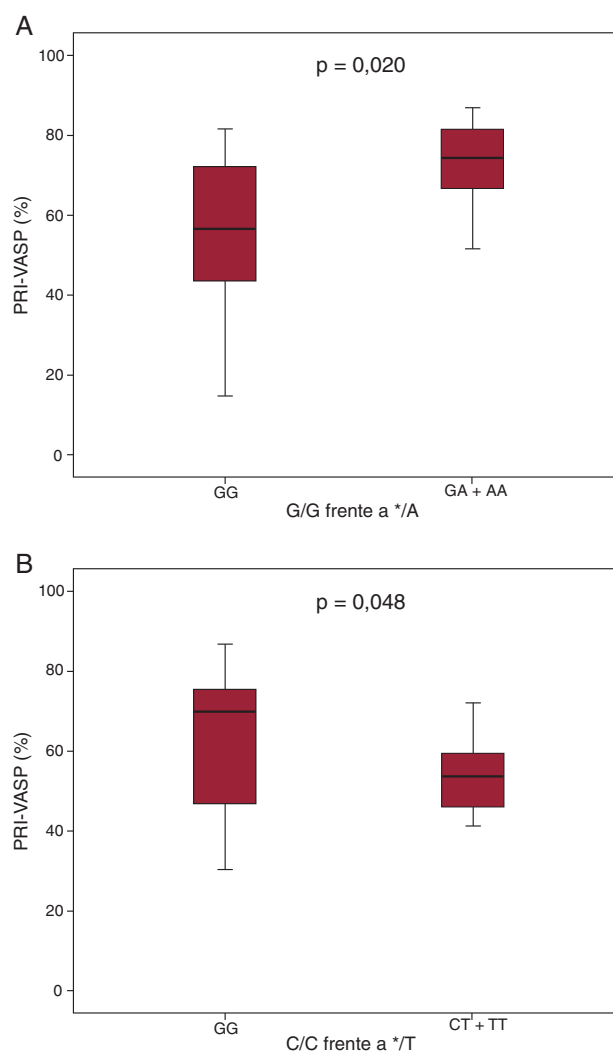 A
p = 0,020
PRI-VASP (%)
100
80
60
40
20
0
GG
GA + AA
G/G frente a */A
B
p = 0,048
PRI-VASP (%)
100
80
60
40
20
0
GG
CT + TT
C/C frente a */T